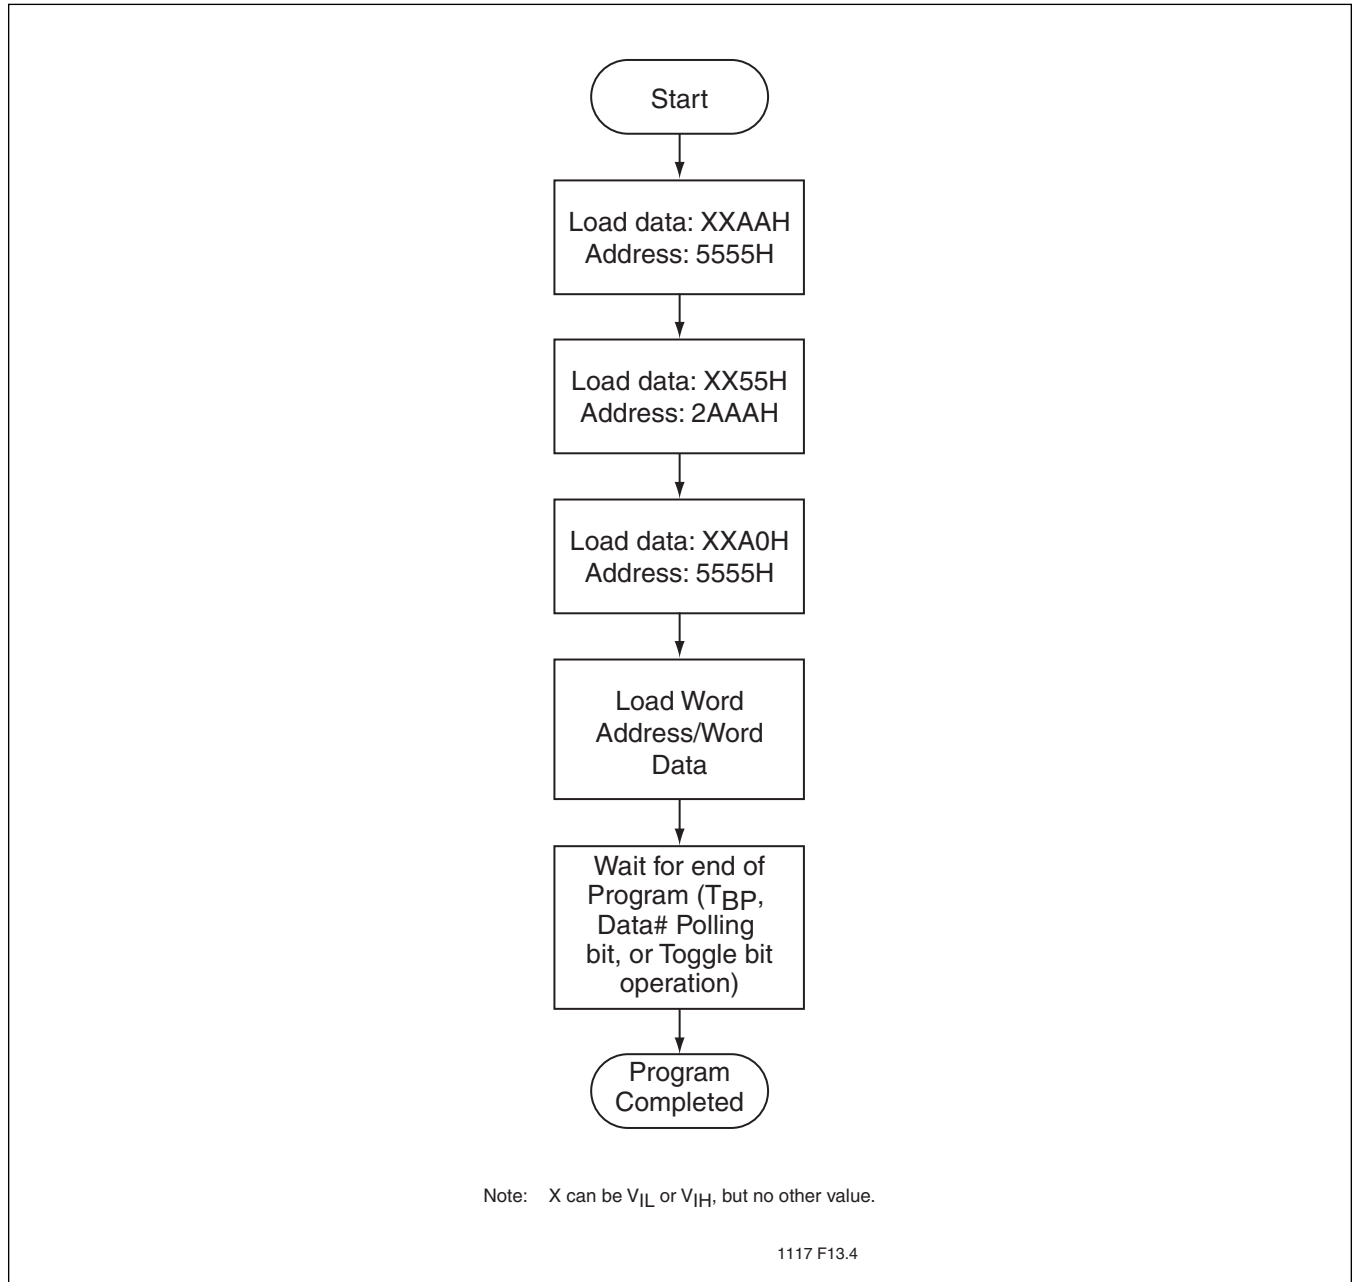 Start
Load data: XXAAH
Address: 5555H
Load data: XX55H
Address: 2AAAH
Load data: XXA0H
Address: 5555H
Load Word
Address/Word
Data
Wait for end of
Program (TBP,
Data# Polling
bit, or Toggle bit
operation)
Program
Completed
Note: X can be VIL or VIH, but no other value.
1117 F13.4